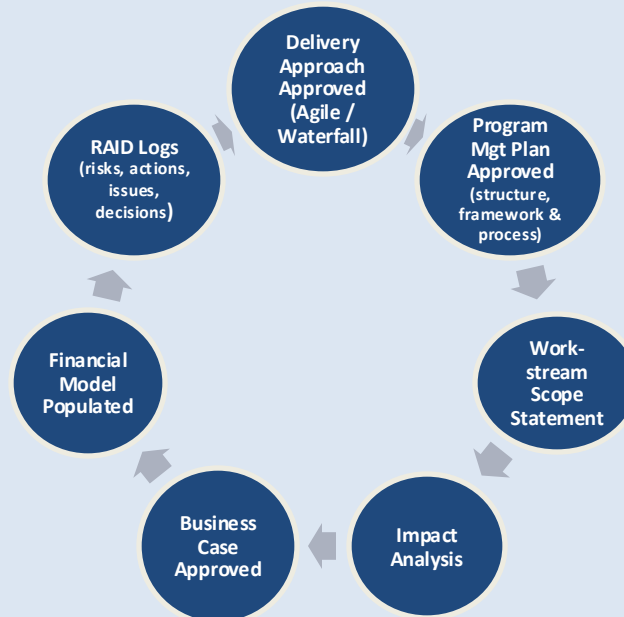 Delivery
Approach
Approved
(Agile /
Waterfall)
Program
Mgt Plan
Approved
(structure,
framework &
process)
Work-
stream
Scope
Statement
Impact
Analysis
Business
Case
Approved
Financial
Model
Populated
RAID Logs
(risks, actions,
issues,
decisions)